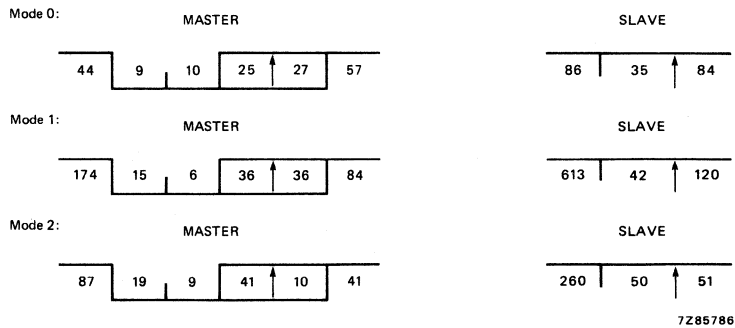 Mode 0:
MASTER
SLAVE
44 9 10 25 27 57
86 35 84
Mode 1:
MASTER
SLAVE
174 15 6 36 36 84
613 42 120
Mode 2:
MASTER
SLAVE
87 19 9 41 10 41
260 50 51
7Z85786